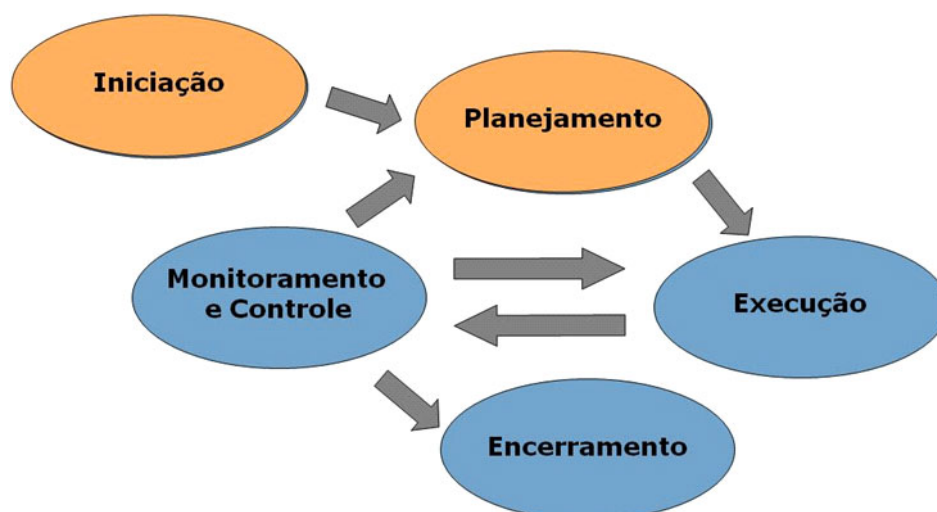 Iniciação
Planejamento
Monitoramento
e Controle
Execução
Encerramento